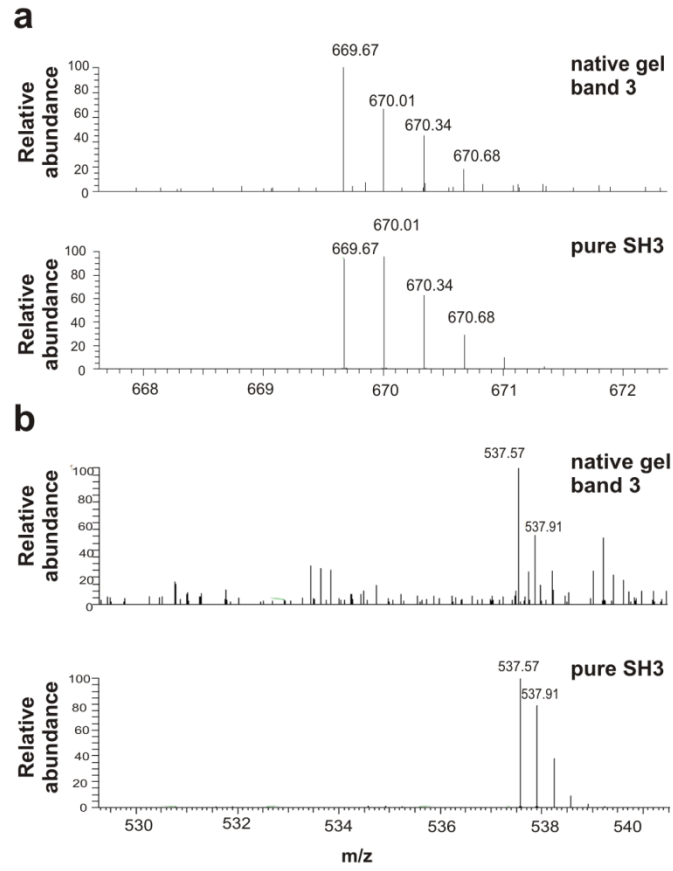 a
669.67
native gel
band 3
670.01
670.34
670.68
Relative
abundance
100
80
60
40
20
0
670.01
pure SH3
669.67
670.34
670.68
Relative
abundance
100
80
60
40
20
0
668 669 670 671 672
b
537.57
native gel
band 3
537.91
Relative
abundance
100
80
60
40
20
0
537.57
pure SH3
537.91
Relative
abundance
100
80
60
40
20
0
530 532 534 536 538 540
m/z